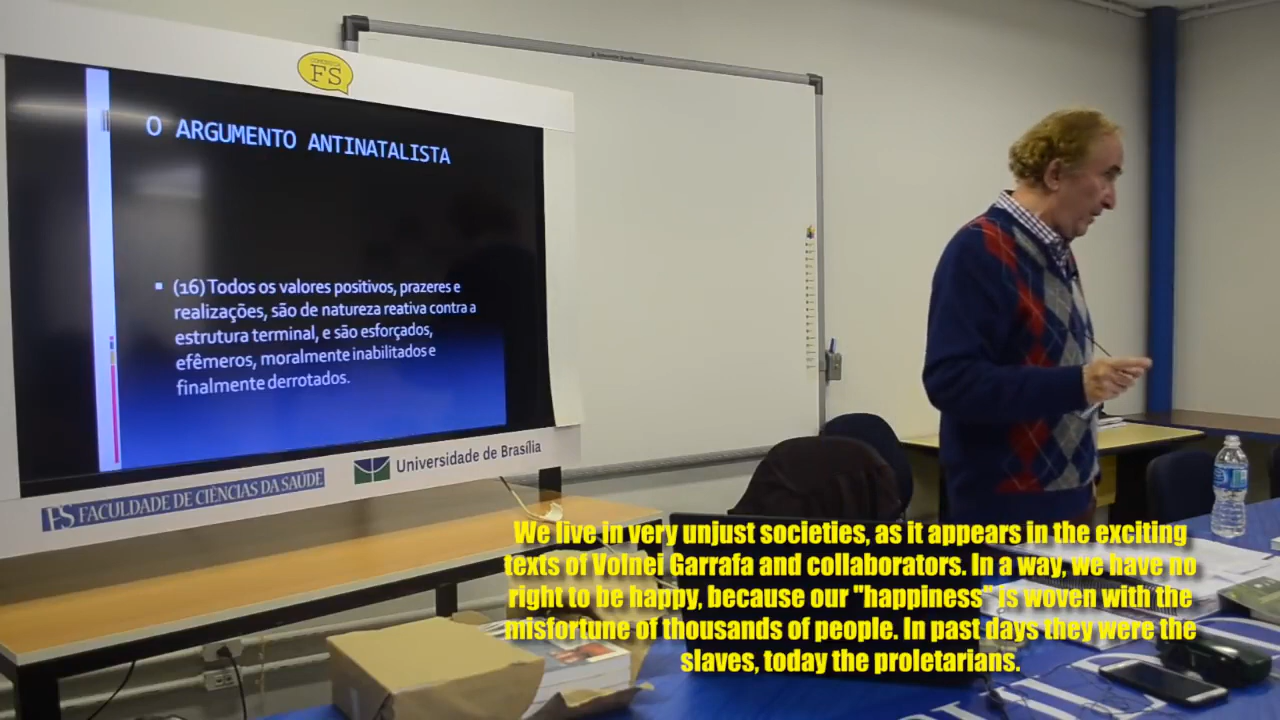 CONVERSA
FS
O ARGUMENTO ANTINATALISTA
(16) Todos os valores positivos, prazeres e
realizações, são de natureza reativa contra a
estrutura terminal, e são esforçados,
efêmeros, moralmente inabilitados e
finalmente derrotados.
FS FACULDADE DE CIÊNCIAS DA SAÚDE
Universidade de Brasília
We live in very unjust societies, as it appears in the exciting
texts of Volnei Garrafa and collaborators. In a way, we have no
right to be happy, because our "happiness" is woven with the
misfortune of thousands of people. In past days they were the
slaves, today the proletarians.